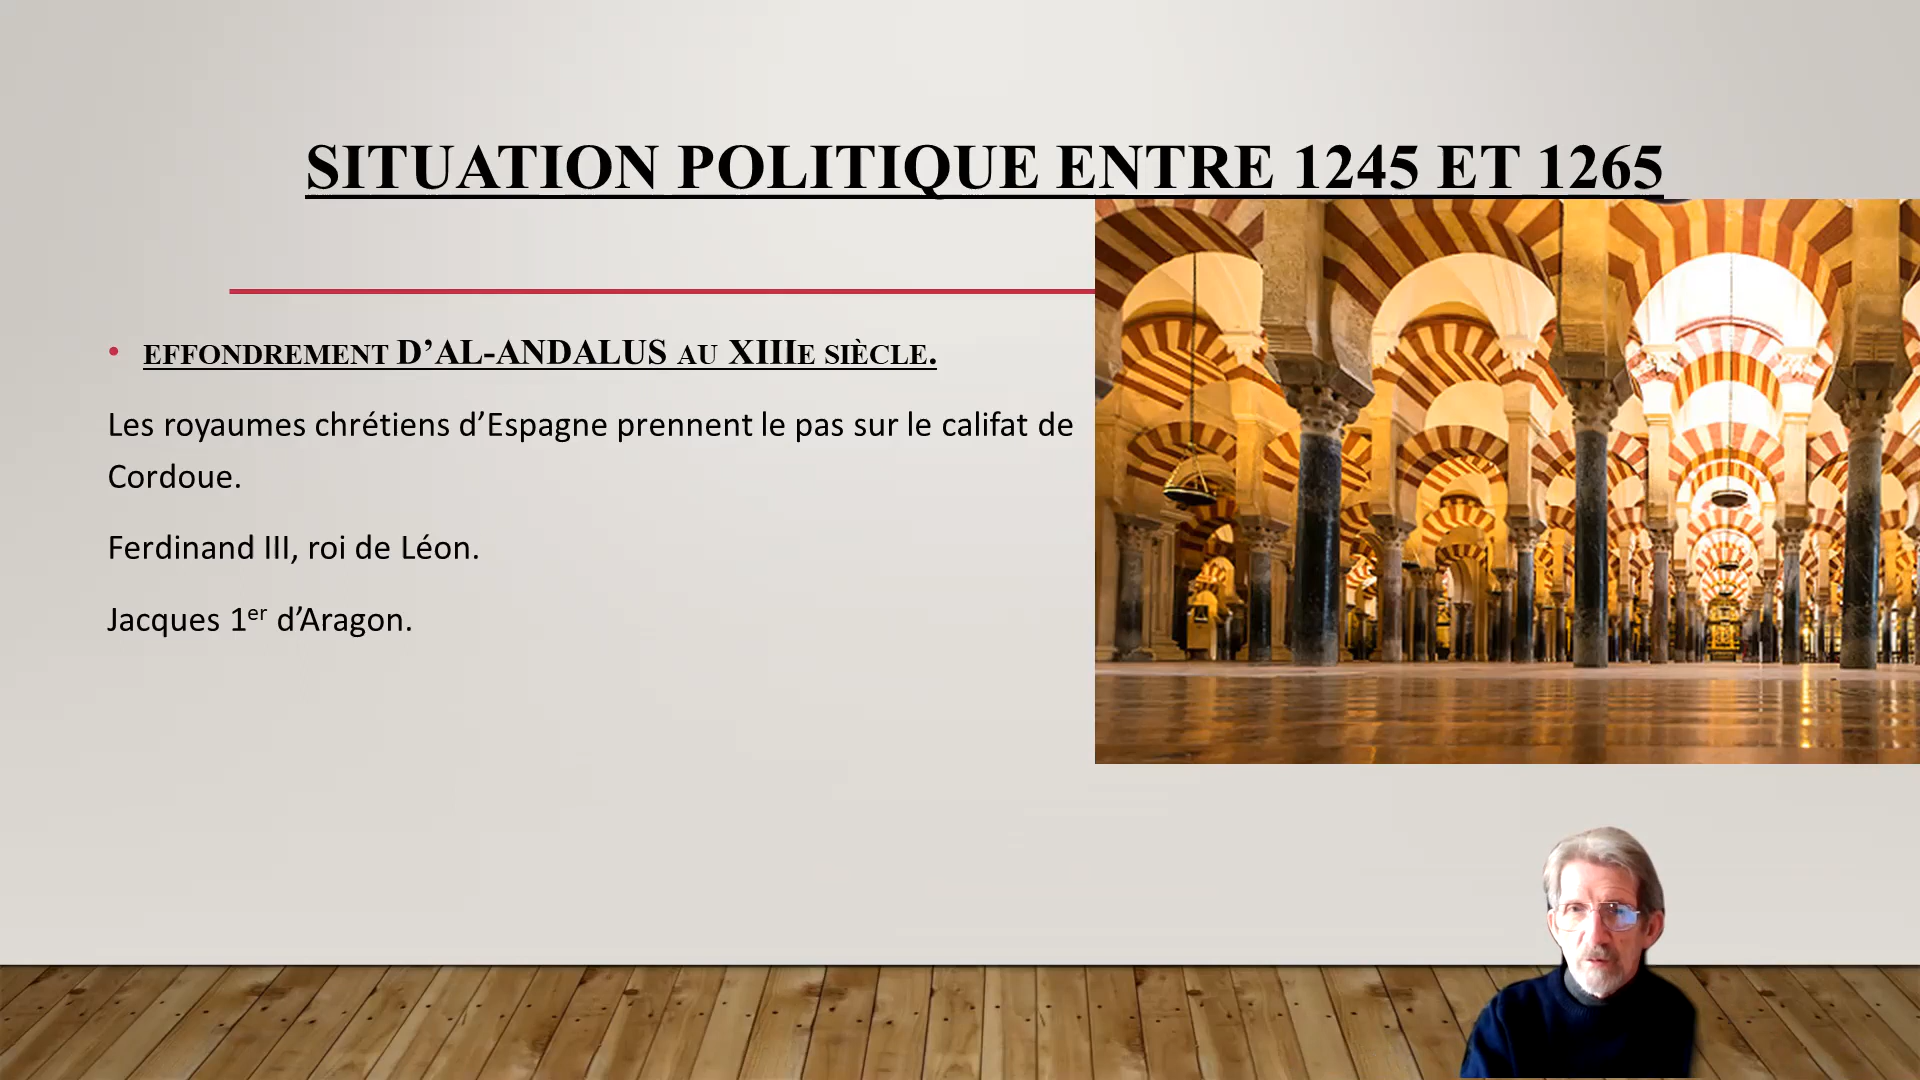 SITUATION POLITIQUE ENTRE 1245 ET 1265
• EFFONDREMENT D’AL-ANDALUS AU XIIIE SIÈCLE.
Les royaumes chrétiens d’Espagne prennent le pas sur le califat de
Cordoue.
Ferdinand III, roi de Léon.
Jacques 1er d’Aragon.